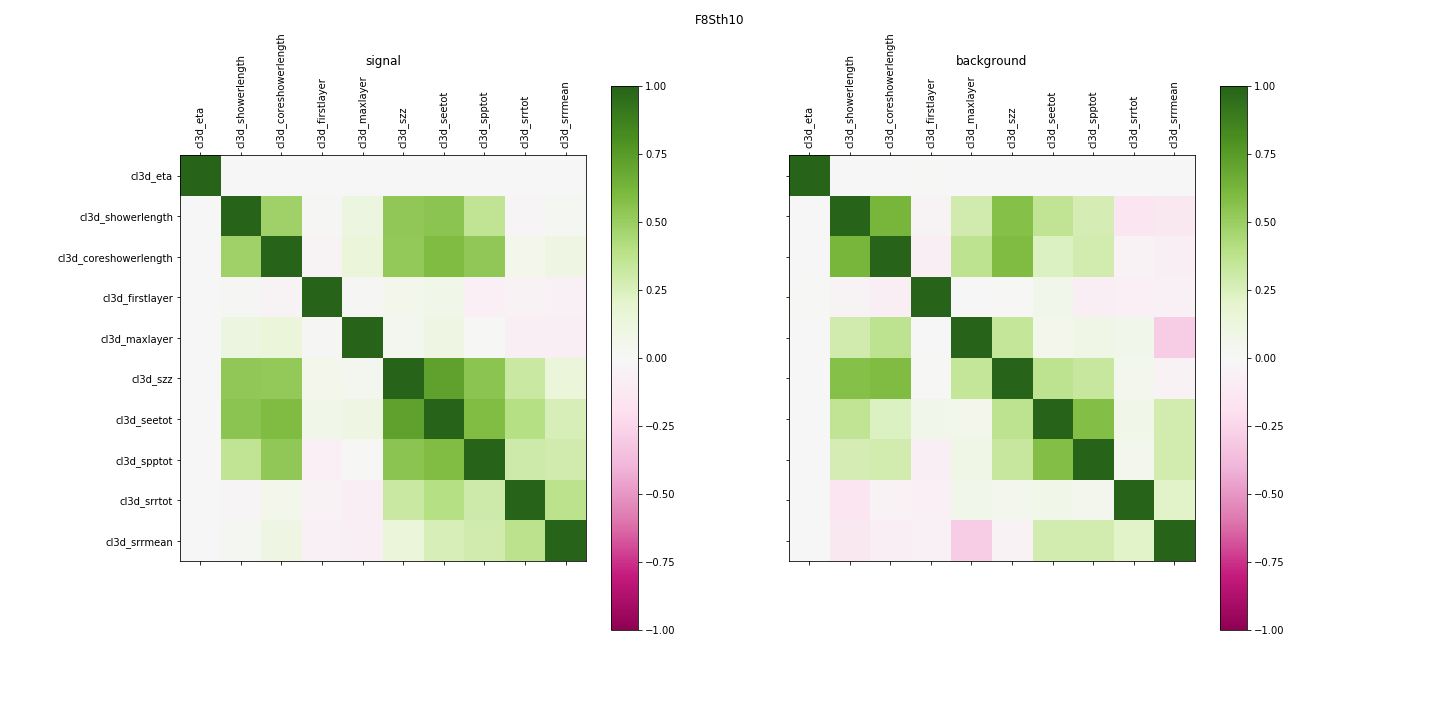 F8Sth10
signal
cl3d_eta
cl3d_showerlength
cl3d_coreshowerlength
cl3d_firstlayer
cl3d_maxlayer
cl3d_szz
cl3d_seetot
cl3d_spptot
cl3d_srrtot
cl3d_srrmean
cl3d_eta
cl3d_showerlength
cl3d_coreshowerlength
cl3d_firstlayer
cl3d_maxlayer
cl3d_szz
cl3d_seetot
cl3d_spptot
cl3d_srrtot
cl3d_srrmean
1.00
0.75
0.50
0.25
0.00
−0.25
−0.50
−0.75
−1.00
background
cl3d_eta
cl3d_showerlength
cl3d_coreshowerlength
cl3d_firstlayer
cl3d_maxlayer
cl3d_szz
cl3d_seetot
cl3d_spptot
cl3d_srrtot
cl3d_srrmean
1.00
0.75
0.50
0.25
0.00
−0.25
−0.50
−0.75
−1.00